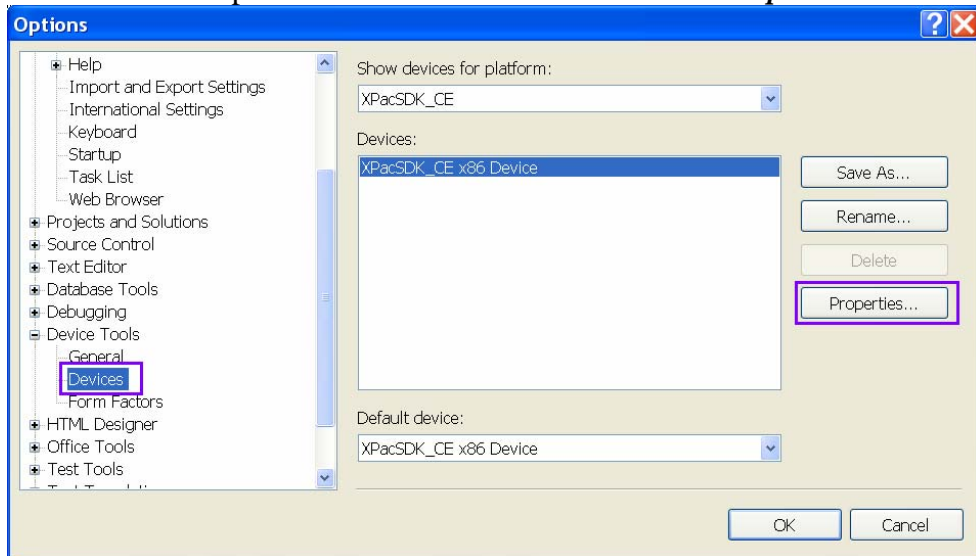 Options
Help
Import and Export Settings
International Settings
Keyboard
Startup
Task List
Web Browser
Projects and Solutions
Source Control
Text Editor
Database Tools
Debugging
Device Tools
General
Devices
Form Factors
HTML Designer
Office Tools
Test Tools
Show devices for platform:
XPacSDK_CE
Devices:
XPacSDK_CE x86 Device
Save As...
Rename...
Delete
Properties...
Default device:
XPacSDK_CE x86 Device
OK
Cancel